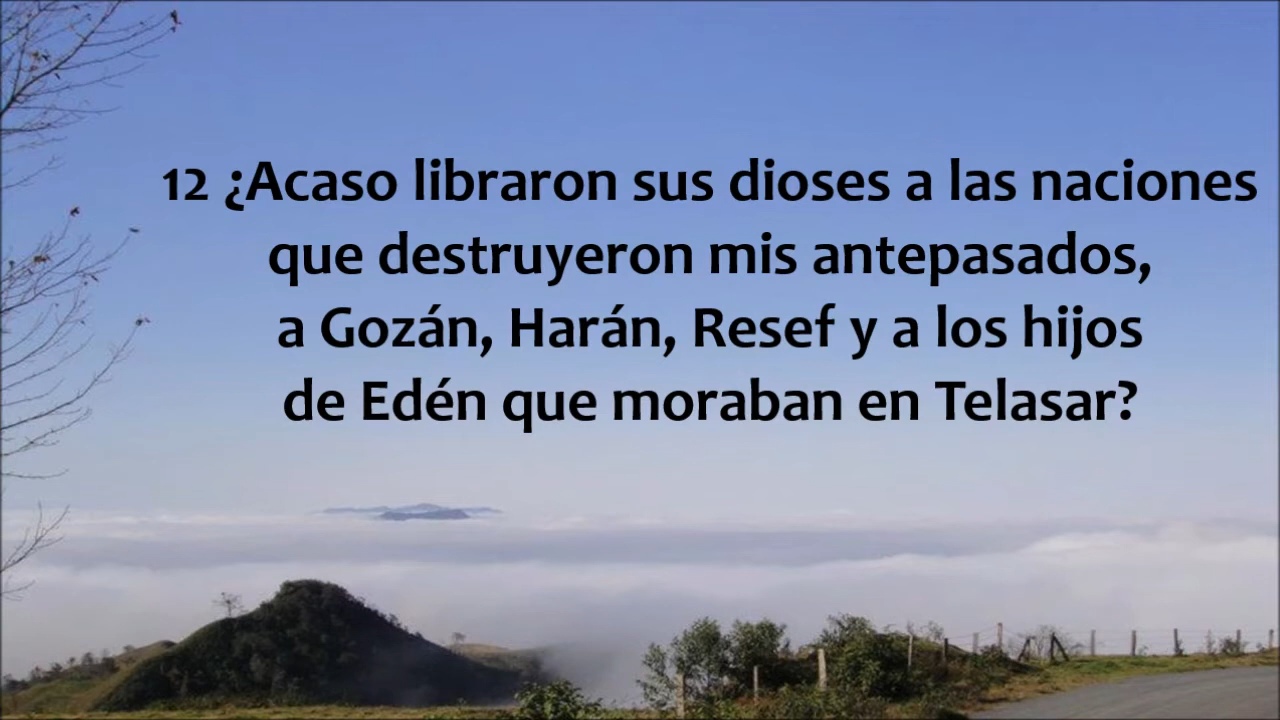 12 ¿Acaso libraron sus dioses a las naciones
que destruyeron mis antepasados,
a Gozán, Harán, Resef y a los hijos
de Edén que moraban en Telasar?